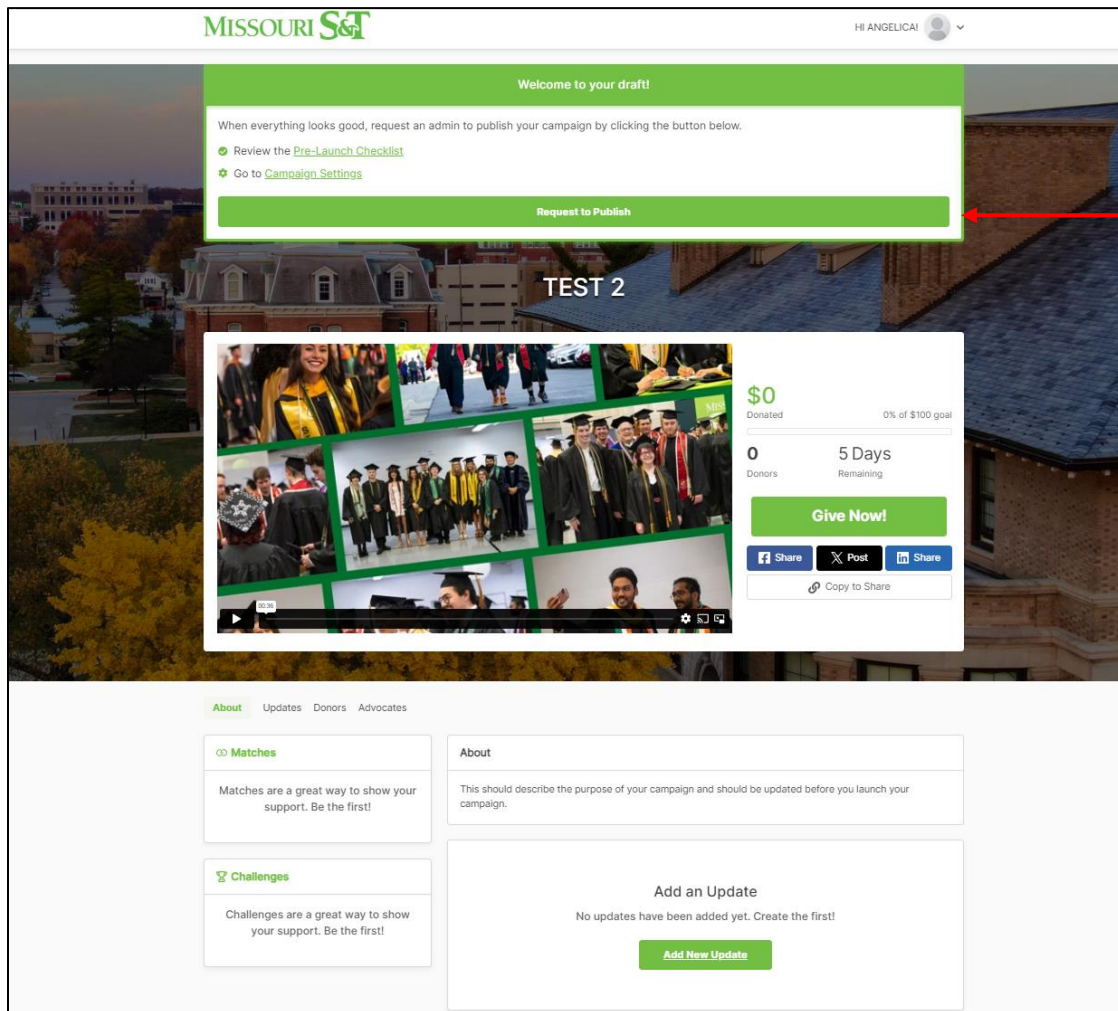 MISSOURI S&T
HI ANGELICA!
Welcome to your draft!
When everything looks good, request an admin to publish your campaign by clicking the button below.
Review the Pre-Launch Checklist
Go to Campaign Settings
Request to Publish
TEST 2
$0
Donated
0% of $100 goal
0
5 Days
Donors
Remaining
Give Now!
Share
Post
Share
Copy to Share
MISS
00:36
About Updates Donors Advocates
Matches
Matches are a great way to show your
support. Be the first!
Challenges
Challenges are a great way to show
your support. Be the first!
About
This should describe the purpose of your campaign and should be updated before you launch your
campaign.
Add an Update
No updates have been added yet. Create the first!
Add New Update